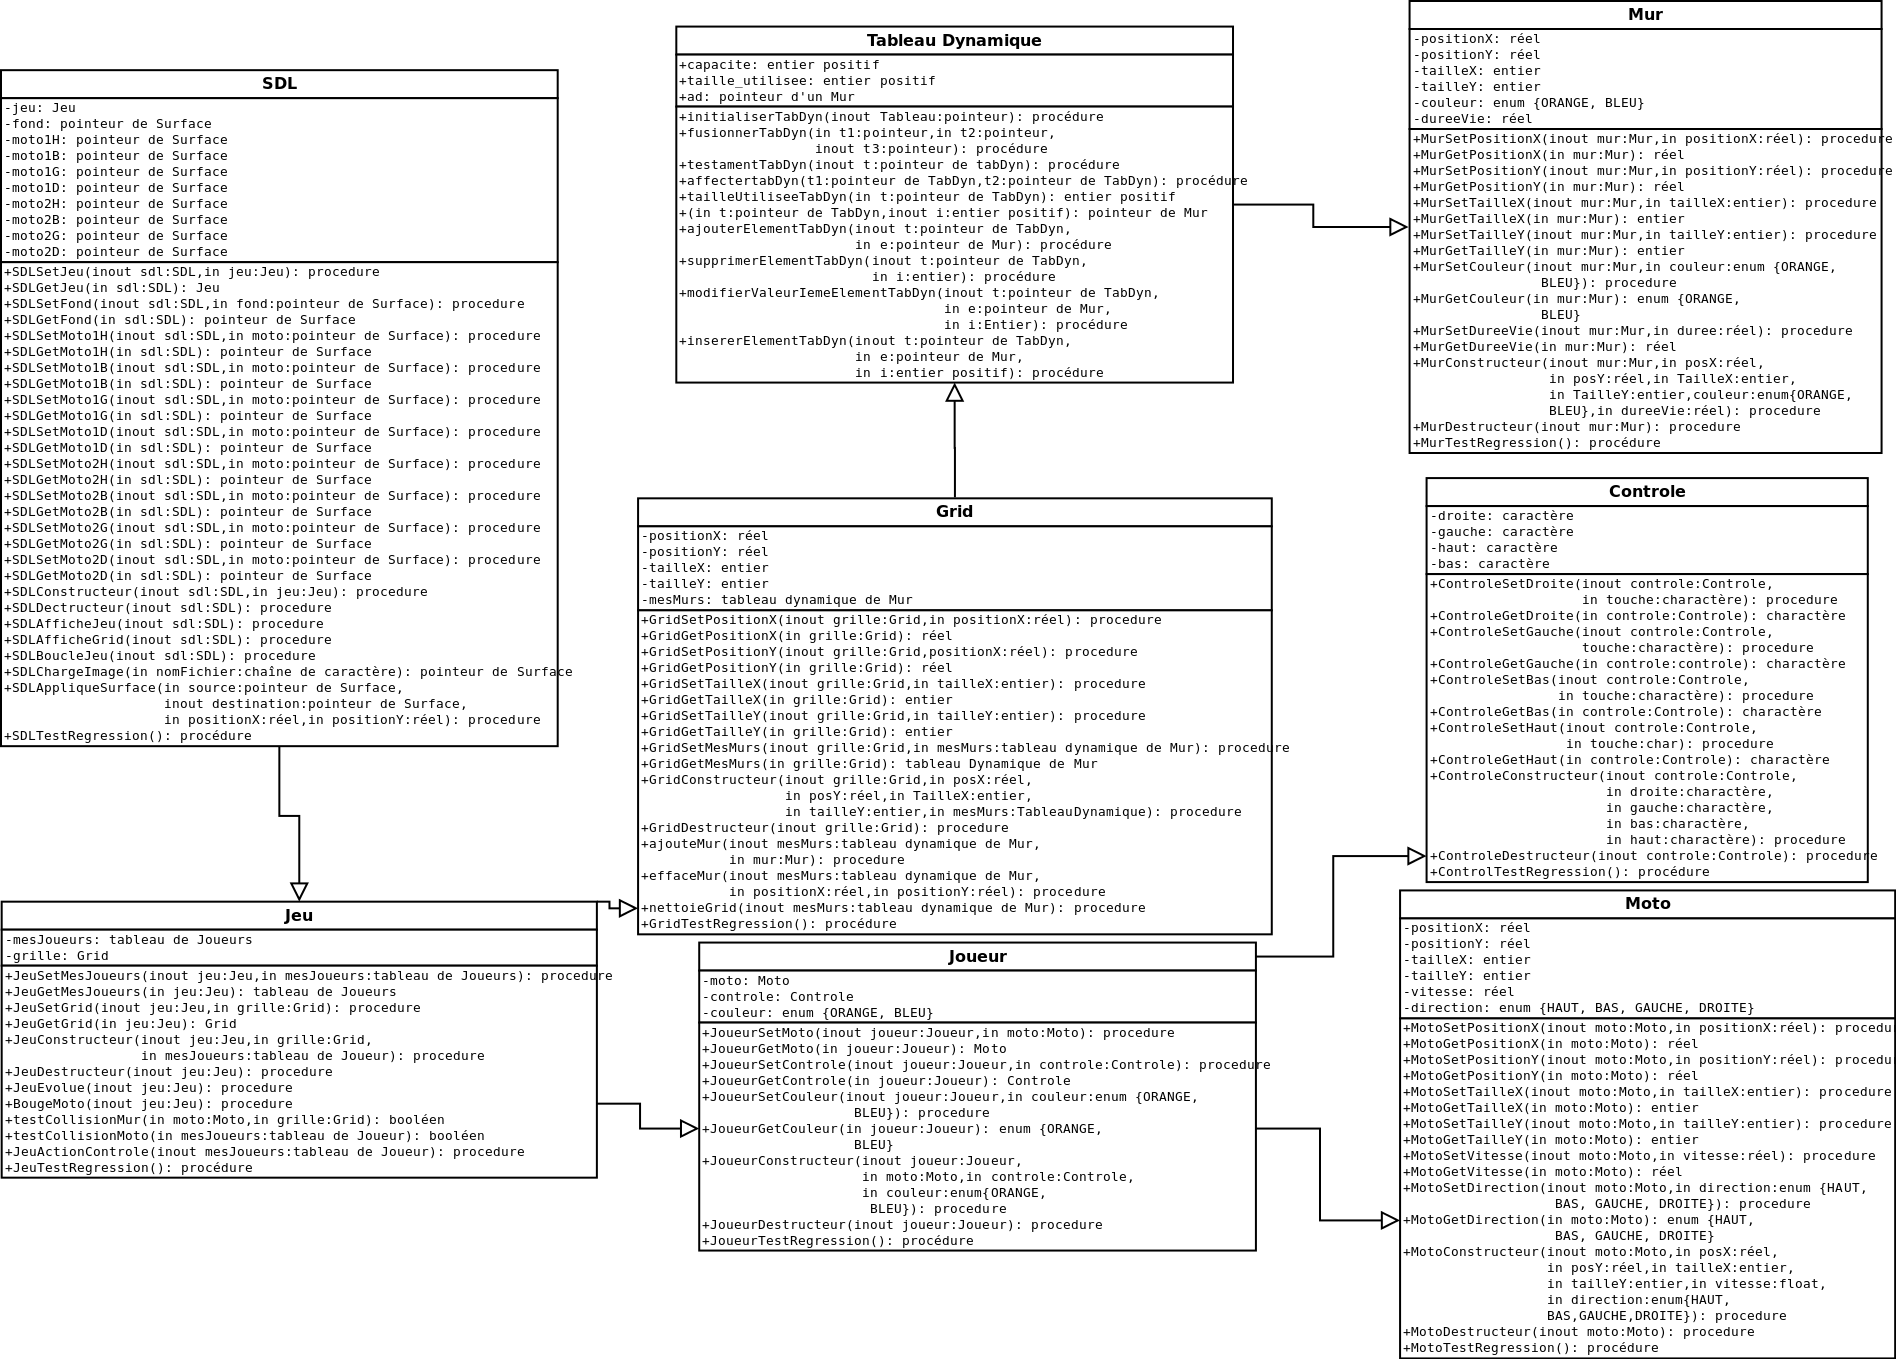 SDL
-jeu: Jeu
-fond: pointeur de Surface
-moto1H: pointeur de Surface
-moto1B: pointeur de Surface
-moto1G: pointeur de Surface
-moto1D: pointeur de Surface
-moto2H: pointeur de Surface
-moto2B: pointeur de Surface
-moto2G: pointeur de Surface
-moto2D: pointeur de Surface
+SDLSetJeu(inout sdl:SDL,in jeu:Jeu): procedure
+SDLGetJeu(in sdl:SDL): Jeu
+SDLSetFond(inout sdl:SDL,in fond:pointeur de Surface): procedure
+SDLGetFond(in sdl:SDL): pointeur de Surface
+SDLSetMoto1H(inout sdl:SDL,in moto:pointeur de Surface): procedure
+SDLGetMoto1H(in sdl:SDL): pointeur de Surface
+SDLSetMoto1B(inout sdl:SDL,in moto:pointeur de Surface): procedure
+SDLGetMoto1B(in sdl:SDL): pointeur de Surface
+SDLSetMoto1G(inout sdl:SDL,in moto:pointeur de Surface): procedure
+SDLGetMoto1G(in sdl:SDL): pointeur de Surface
+SDLSetMoto1D(inout sdl:SDL,in moto:pointeur de Surface): procedure
+SDLGetMoto1D(in sdl:SDL): pointeur de Surface
+SDLSetMoto2H(inout sdl:SDL,in moto:pointeur de Surface): procedure
+SDLGetMoto2H(in sdl:SDL): pointeur de Surface
+SDLSetMoto2B(inout sdl:SDL,in moto:pointeur de Surface): procedure
+SDLGetMoto2B(in sdl:SDL): pointeur de Surface
+SDLSetMoto2G(inout sdl:SDL,in moto:pointeur de Surface): procedure
+SDLGetMoto2G(in sdl:SDL): pointeur de Surface
+SDLSetMoto2D(inout sdl:SDL,in moto:pointeur de Surface): procedure
+SDLGetMoto2D(in sdl:SDL): pointeur de Surface
+SDLConstructeur(inout sdl:SDL,in jeu:Jeu): procedure
+SDLDectructeur(inout sdl:SDL): procedure
+SDLAfficheJeu(inout sdl:SDL): procedure
+SDLAfficheGrid(inout sdl:SDL): procedure
+SDLBoucleJeu(inout sdl:SDL): procedure
+SDLChargeImage(in nomFichier:chaîne de caractère): pointeur de Surface
+SDLAppliqueSurface(in source:pointeur de Surface,
inout destination:pointeur de Surface,
in positionX:réel,in positionY:réel): procedure
+SDLTestRegression(): procédure
Tableau Dynamique
+capacite: entier positif
+taille_utilisee: entier positif
+ad: pointeur d'un Mur
+initialiserTabDyn(inout Tableau:pointeur): procédure
+fusionnerTabDyn(in t1:pointeur,in t2:pointeur,
inout t3:pointeur): procédure
+testamentTabDyn(inout t:pointeur de tabDyn): procédure
+affectertabDyn(t1:pointeur de TabDyn,t2:pointeur de TabDyn): procédure
+tailleUtiliseeTabDyn(in t:pointeur de TabDyn): entier positif
+(in t:pointeur de TabDyn,inout i:entier positif): pointeur de Mur
+ajouterElementTabDyn(inout t:pointeur de TabDyn,
in e:pointeur de Mur): procédure
+supprimerElementTabDyn(inout t:pointeur de TabDyn,
in i:entier): procédure
+modifierValeurIemeElementTabDyn(inout t:pointeur de TabDyn,
in e:pointeur de Mur,
in i:Entier): procédure
+insererElementTabDyn(inout t:pointeur de TabDyn,
in e:pointeur de Mur,
in i:entier positif): procédure
Mur
-positionX: réel
-positionY: réel
-tailleX: entier
-tailleY: entier
-couleur: enum {ORANGE, BLEU}
-dureeVie: réel
+MurSetPositionX(inout mur:Mur,in positionX:réel): procedure
+MurGetPositionX(in mur:Mur): réel
+MurSetPositionY(inout mur:Mur,in positionY:réel): procedure
+MurGetPositionY(in mur:Mur): réel
+MurSetTailleX(inout mur:Mur,in tailleX:entier): procedure
+MurGetTailleX(in mur:Mur): entier
+MurSetTailleY(inout mur:Mur,in tailleY:entier): procedure
+MurGetTailleY(in mur:Mur): entier
+MurSetCouleur(inout mur:Mur,in couleur:enum {ORANGE,
BLEU}): procedure
+MurGetCouleur(in mur:Mur): enum {ORANGE,
BLEU}
+MurSetDureeVie(inout mur:Mur,in duree:réel): procedure
+MurGetDureeVie(in mur:Mur): réel
+MurConstructeur(inout mur:Mur,in posX:réel,
in posY:réel,in TailleX:entier,
in TailleY:entier,couleur:enum{ORANGE,
BLEU},in dureeVie:réel): procedure
+MurDestructeur(inout mur:Mur): procedure
+MurTestRegression(): procédure
Grid
-positionX: réel
-positionY: réel
-tailleX: entier
-tailleY: entier
-mesMurs: tableau dynamique de Mur
+GridSetPositionX(inout grille:Grid,in positionX:réel): procedure
+GridGetPositionX(in grille:Grid): réel
+GridSetPositionY(inout grille:Grid,positionX:réel): procedure
+GridGetPositionY(in grille:Grid): réel
+GridSetTailleX(inout grille:Grid,in tailleX:entier): procedure
+GridGetTailleX(in grille:Grid): entier
+GridSetTailleY(inout grille:Grid,in tailleY:entier): procedure
+GridGetTailleY(in grille:Grid): entier
+GridSetMesMurs(inout grille:Grid,in mesMurs:tableau dynamique de Mur): procedure
+GridGetMesMurs(in grille:Grid): tableau Dynamique de Mur
+GridConstructeur(inout grille:Grid,in posX:réel,
in posY:réel,in TailleX:entier,
in tailleY:entier,in mesMurs:TableauDynamique): procedure
+GridDestructeur(inout grille:Grid): procedure
+ajouteMur(inout mesMurs:tableau dynamique de Mur,
in mur:Mur): procedure
+effaceMur(inout mesMurs:tableau dynamique de Mur,
in positionX:réel,in positionY:réel): procedure
+nettoieGrid(inout mesMurs:tableau dynamique de Mur): procedure
+GridTestRegression(): procédure
Controle
-droite: caractère
-gauche: caractère
-haut: caractère
-bas: caractère
+ControleSetDroite(inout controle:Controle,
in touche:charactère): procedure
+ControleGetDroite(in controle:Controle): charactère
+ControleSetGauche(inout controle:Controle,
touche:charactère): procedure
+ControleGetGauche(in controle:controle): charactère
+ControleSetBas(inout controle:Controle,
in touche:charactère): procedure
+ControleGetBas(in controle:Controle): charactère
+ControleSetHaut(inout controle:Controle,
in touche:char): procedure
+ControleGetHaut(in controle:Controle): charactère
+ControleConstructeur(inout controle:Controle,
in droite:charactère,
in gauche:charactère,
in bas:charactère,
in haut:charactère): procedure
+ControleDestructeur(inout controle:Controle): procedure
+ControlTestRegression(): procédure
Jeu
-mesJoueurs: tableau de Joueurs
-grille: Grid
+JeuSetMesJoueurs(inout jeu:Jeu,in mesJoueurs:tableau de Joueurs): procedure
+JeuGetMesJoueurs(in jeu:Jeu): tableau de Joueurs
+JeuSetGrid(inout jeu:Jeu,in grille:Grid): procedure
+JeuGetGrid(in jeu:Jeu): Grid
+JeuConstructeur(inout jeu:Jeu,in grille:Grid,
in mesJoueurs:tableau de Joueur): procedure
+JeuDestructeur(inout jeu:Jeu): procedure
+JeuEvolue(inout jeu:Jeu): procedure
+BougeMoto(inout jeu:Jeu): procedure
+testCollisionMur(in moto:Moto,in grille:Grid): booléen
+testCollisionMoto(in mesJoueurs:tableau de Joueur): booléen
+JeuActionControle(inout mesJoueurs:tableau de Joueur): procedure
+JeuTestRegression(): procédure
Joueur
-moto: Moto
-controle: Controle
-couleur: enum {ORANGE, BLEU}
+JoueurSetMoto(inout joueur:Joueur,in moto:Moto): procedure
+JoueurGetMoto(in joueur:Joueur): Moto
+JoueurSetControle(inout joueur:Joueur,in controle:Controle): procedure
+JoueurGetControle(in joueur:Joueur): Controle
+JoueurSetCouleur(inout joueur:Joueur,in couleur:enum {ORANGE,
BLEU}): procedure
+JoueurGetCouleur(in joueur:Joueur): enum {ORANGE,
BLEU}
+JoueurConstructeur(inout joueur:Joueur,
in moto:Moto,in controle:Controle,
in couleur:enum{ORANGE,
BLEU}): procedure
+JoueurDestructeur(inout joueur:Joueur): procedure
+JoueurTestRegression(): procédure
Moto
-positionX: réel
-positionY: réel
-tailleX: entier
-tailleY: entier
-vitesse: réel
-direction: enum {HAUT, BAS, GAUCHE, DROITE}
+MotoSetPositionX(inout moto:Moto,in positionX:réel): procedu
+MotoGetPositionX(in moto:Moto): réel
+MotoSetPositionY(inout moto:Moto,in positionY:réel): procedu
+MotoGetPositionY(in moto:Moto): réel
+MotoSetTailleX(inout moto:Moto,in tailleX:entier): procedure
+MotoGetTailleX(in moto:Moto): entier
+MotoSetTailleY(inout moto:Moto,in tailleY:entier): procedure
+MotoGetTailleY(in moto:Moto): entier
+MotoSetVitesse(inout moto:Moto,in vitesse:réel): procedure
+MotoGetVitesse(in moto:Moto): réel
+MotoSetDirection(inout moto:Moto,in direction:enum {HAUT,
BAS, GAUCHE, DROITE}): procedure
+MotoGetDirection(in moto:Moto): enum {HAUT,
BAS, GAUCHE, DROITE}
+MotoConstructeur(inout moto:Moto,in posX:réel,
in posY:réel,in tailleX:entier,
in tailleY:entier,in vitesse:float,
in direction:enum{HAUT,
BAS,GAUCHE,DROITE}): procedure
+MotoDestructeur(inout moto:Moto): procedure
+MotoTestRegression(): procédure